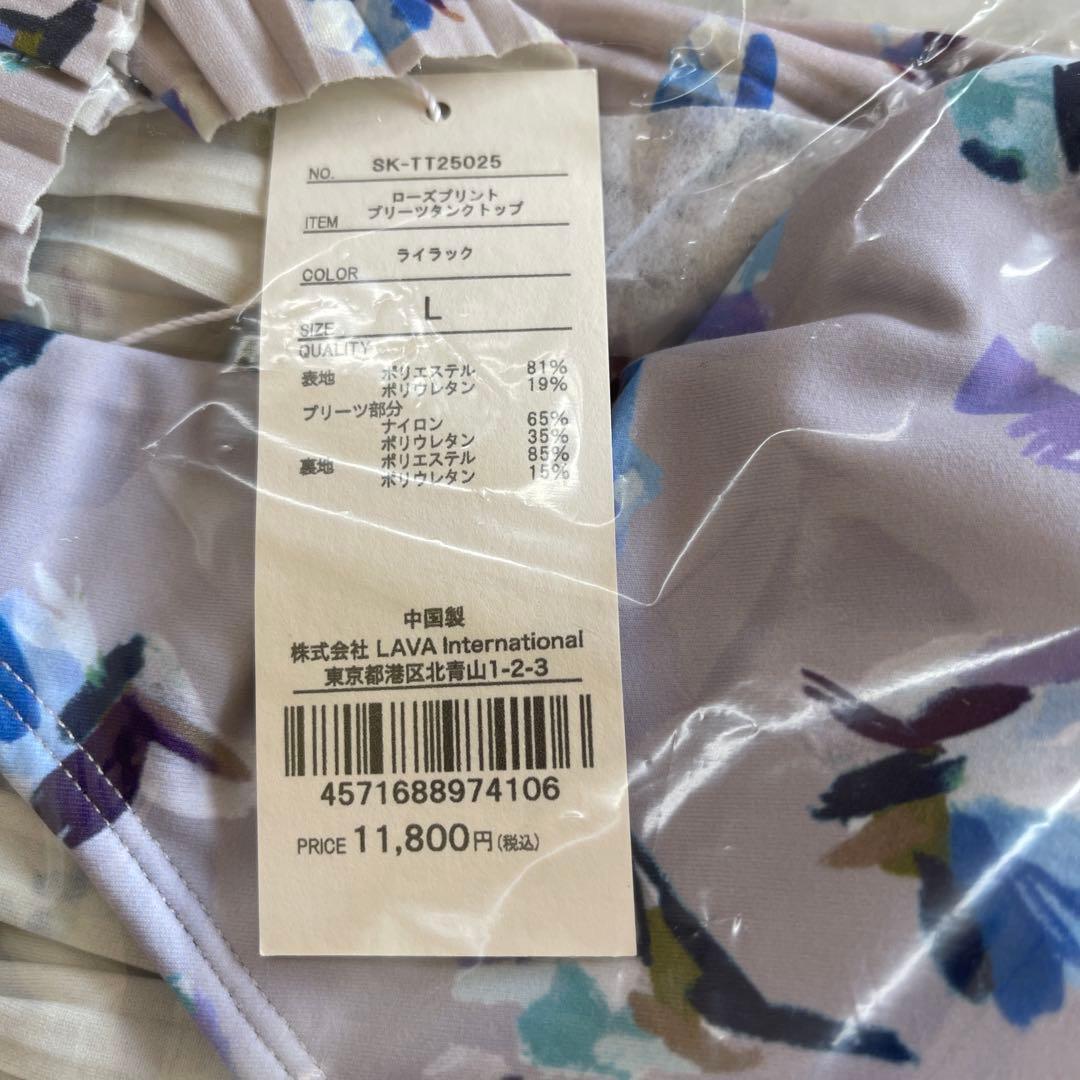 NO. SK-TT25025
ローズプリント
ITEM プリーツタンクトップ
COLOR ライラック
SIZE L
QUALITY
表地 ポリエステル 81%
ポリウレタン 19%
プリーツ部分
ナイロン 65%
ポリウレタン 35%
裏地 ポリエステル 85%
ポリウレタン 15%
中国製
株式会社 LAVA International
東京都港区北青山1-2-3
4571688974106
PRICE 11,800円(税込)